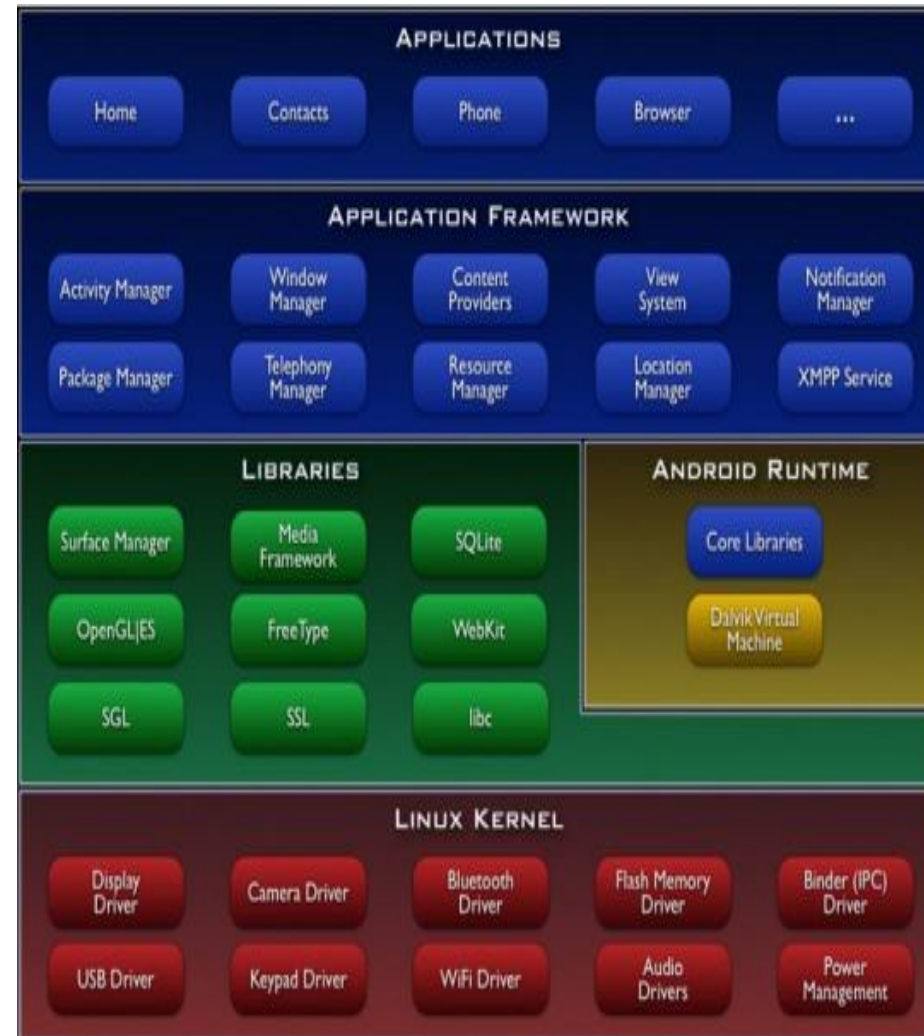 APPLICATIONS
Home
Contacts
Phone
Browser
...
APPLICATION FRAMEWORK
Activity Manager
Window
Manager
Content
Providers
View
System
Notification
Manager
Package Manager
Telephony
Manager
Resource
Manager
Location
Manager
XMPP Service
LIBRARIES
Surface Manager
Media
Framework
SQLite
OpenGL|ES
FreeType
WebKit
SGL
SSL
libc
ANDROID RUNTIME
Core Libraries
Dalvik Virtual
Machine
LINUX KERNEL
Display
Driver
Camera Driver
Bluetooth
Driver
Flash Memory
Driver
Binder (IPC)
Driver
USB Driver
Keypad Driver
WiFi Driver
Audio
Drivers
Power
Management